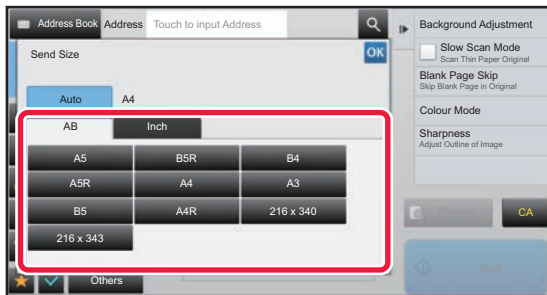 Address Book Address Touch to input Address
Send Size
OK
Auto A4
AB Inch
A5 B5R B4
A5R A4 A3
B5 A4R 216 x 340
216 x 343
Others
Background Adjustment
Slow Scan Mode
Scan Thin Paper Original
Blank Page Skip
Skip Blank Page in Original
Colour Mode
Sharpness
Adjust Outline of Image
Preview CA
Start